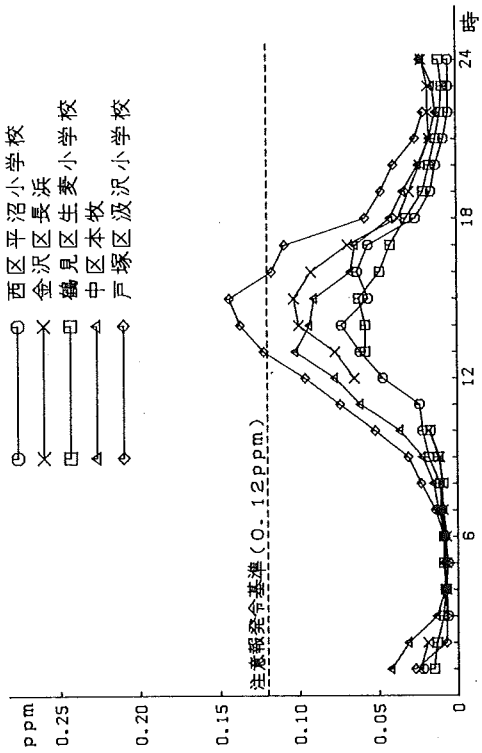 西区平沼小学校
金沢区長浜
鶴見区生麦小学校
中区本牧
戸塚区汲沢小学校
ppm
0.25
0.20
0.15
0.10
0.05
0
注意報発令基準(0.12ppm)
6
12
18
24
時